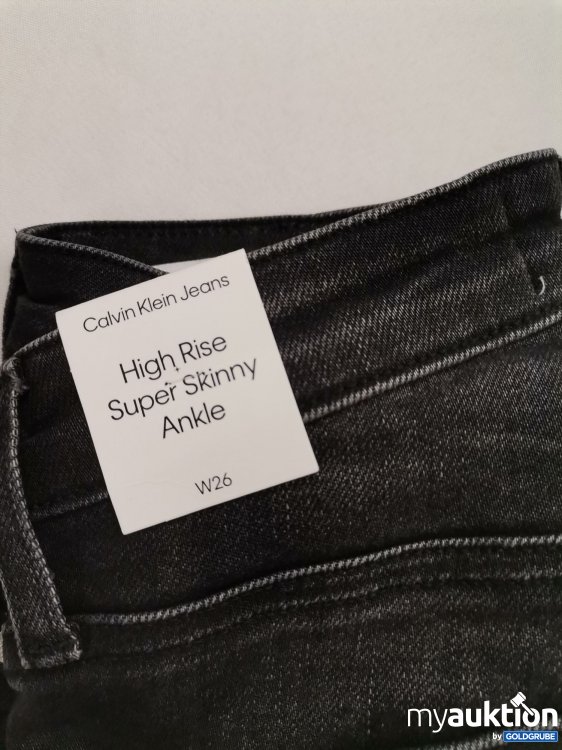 Calvin Klein Jeans
High Rise
Super Skinny
Ankle
W26
myauktion
by GOLDGRUBE